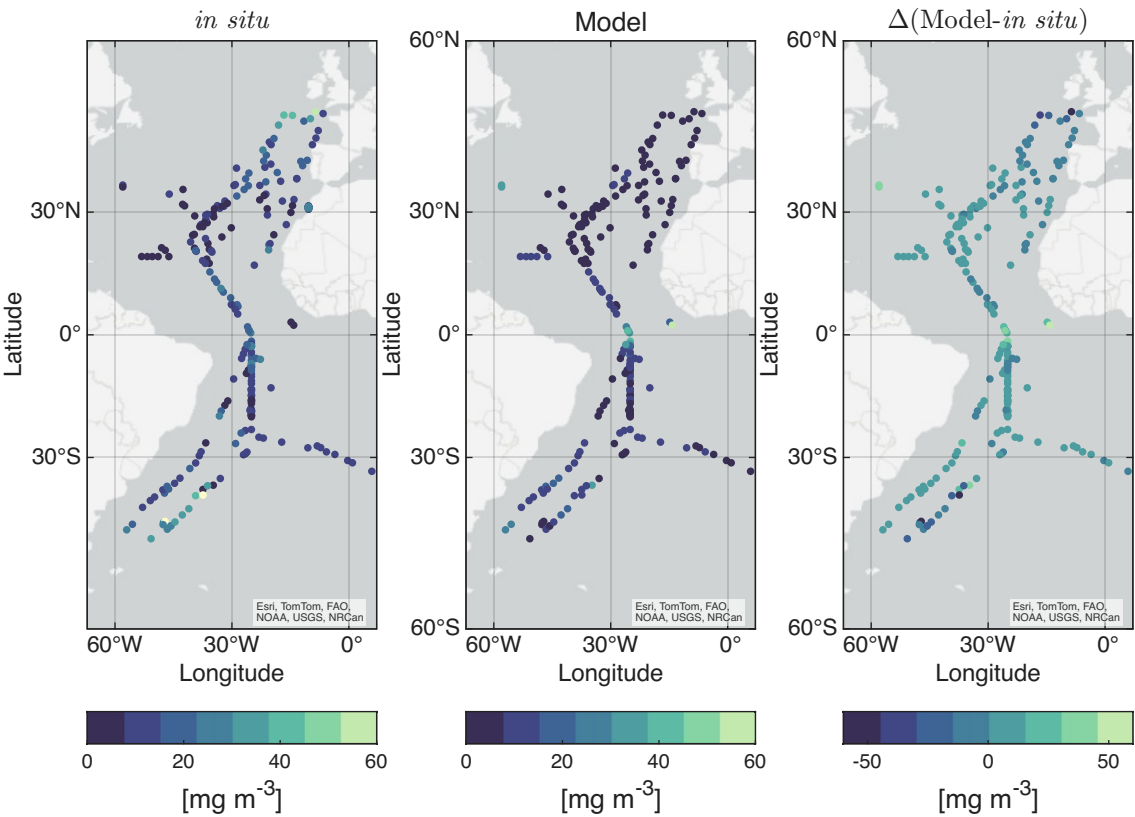 in situ
Model
Δ(Model-in situ)
60°N
60°N
30°N
30°N
0°
0°
30°S
30°S
60°S
60°S
Latitude
Latitude
Latitude
Esri, TomTom, FAO,
NOAA, USGS, NRCan
Esri, TomTom, FAO,
NOAA, USGS, NRCan
Esri, TomTom, FAO,
NOAA, USGS, NRCan
60°W 30°W 0°
60°W 30°W 0°
60°W 30°W 0°
Longitude
Longitude
Longitude
0 20 40 60
0 20 40 60
-50 0 50
[mg m⁻³]
[mg m⁻³]
[mg m⁻³]